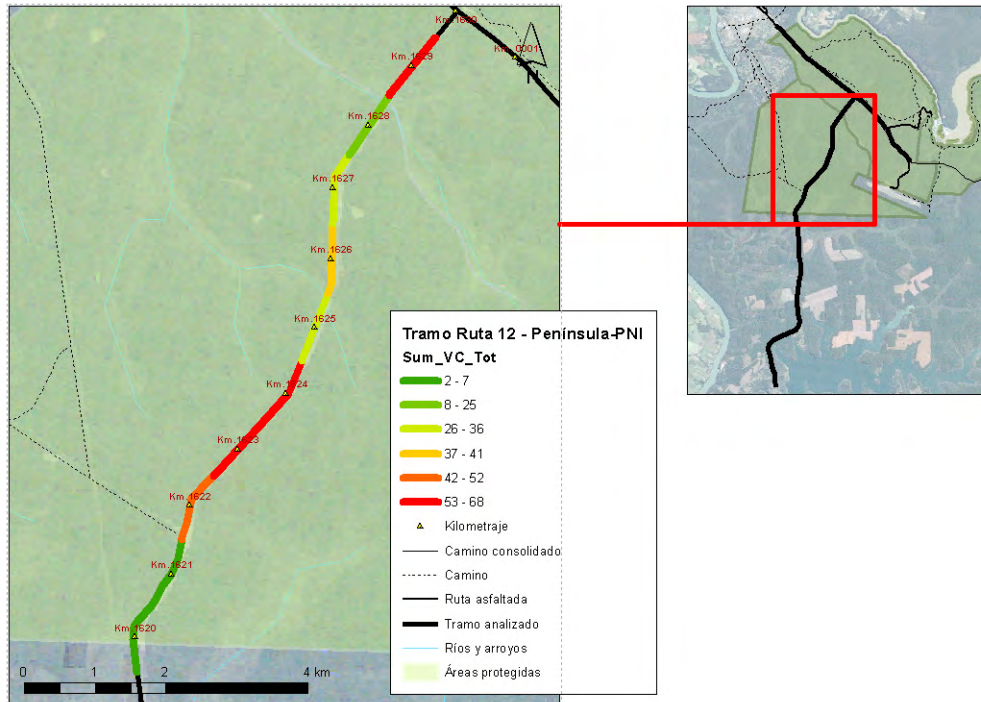 Km.1630
Km. 0001
Km.1629
N
Km.1628
Km.1627
Km.1626
Km.1625
Km.1624
Km.1623
Km.1622
Km.1621
Km.1620
0 1 2 4 km
Tramo Ruta 12 - Península-PNI
Sum_VC_Tot
2 - 7
8 - 25
26 - 36
37 - 41
42 - 52
53 - 68
Kilometraje
Camino consolidado
Camino
Ruta asfaltada
Tramo analizado
Ríos y arroyos
Áreas protegidas